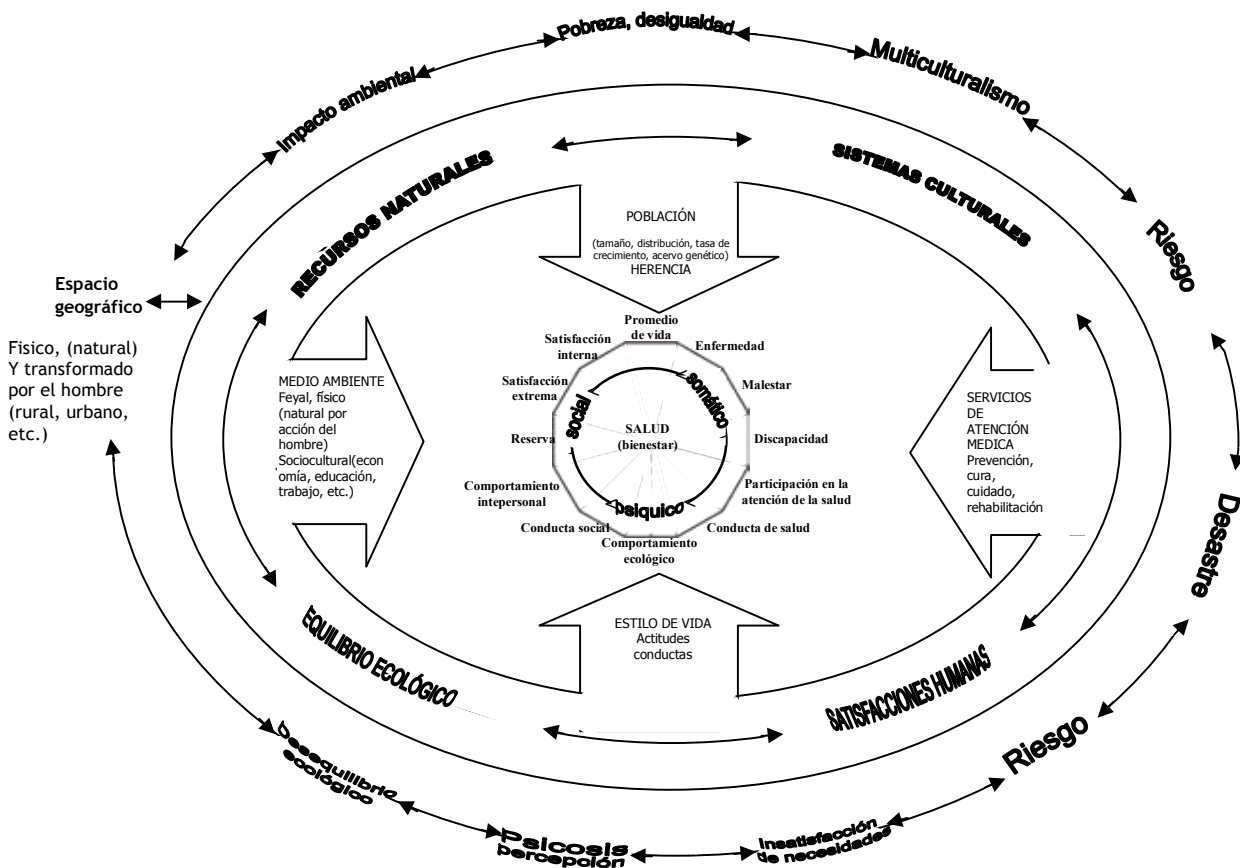 Pobreza, desigualdad
Multiculturalismo
Impacto ambiental
RECURSOS NATURALES
SISTEMAS CULTURALES
Riesgo
POBLACIÓN
(tamaño, distribución, tasa de
crecimiento, acervo genético)
HERENCIA
Espacio
geográfico
Fisico, (natural)
Y transformado
por el hombre
(rural, urbano,
etc.)
MEDIO AMBIENTE
Feyal, físico
(natural por
acción del
hombre)
Sociocultural(econ
omía, educación,
trabajo, etc.)
Promedio
de vida
Satisfacción
interna
Enfermedad
Satisfacción
extrema
Malestar
social
somático
Reserva
SALUD
(bienestar)
Discapacidad
Comportamiento
intepersonal
Participación en la
atención de la salud
psiquico
Conducta social
Conducta de salud
Comportamiento
ecológico
SERVICIOS
DE
ATENCIÓN
MEDICA
Prevención,
cura,
cuidado,
rehabilitación
Desastre
ESTILO DE VIDA
Actitudes
conductas
EQUILIBRIO ECOLÓGICO
SATISFACCIONES HUMANAS
Riesgo
Desequilibrio
ecológico
Psicosis
percepción
Insatisfacción
de necesidades